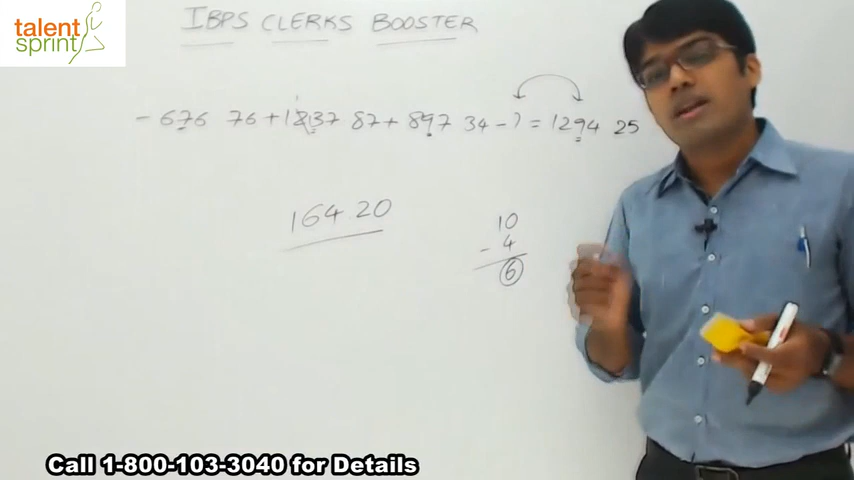 talent
sprint
IBPS CLERKS BOOSTER
- 676 76 + 1237 87 + 897 34 - ? = 1294 25
164.20
10
- 4
6
Call 1-800-103-3040 for Details